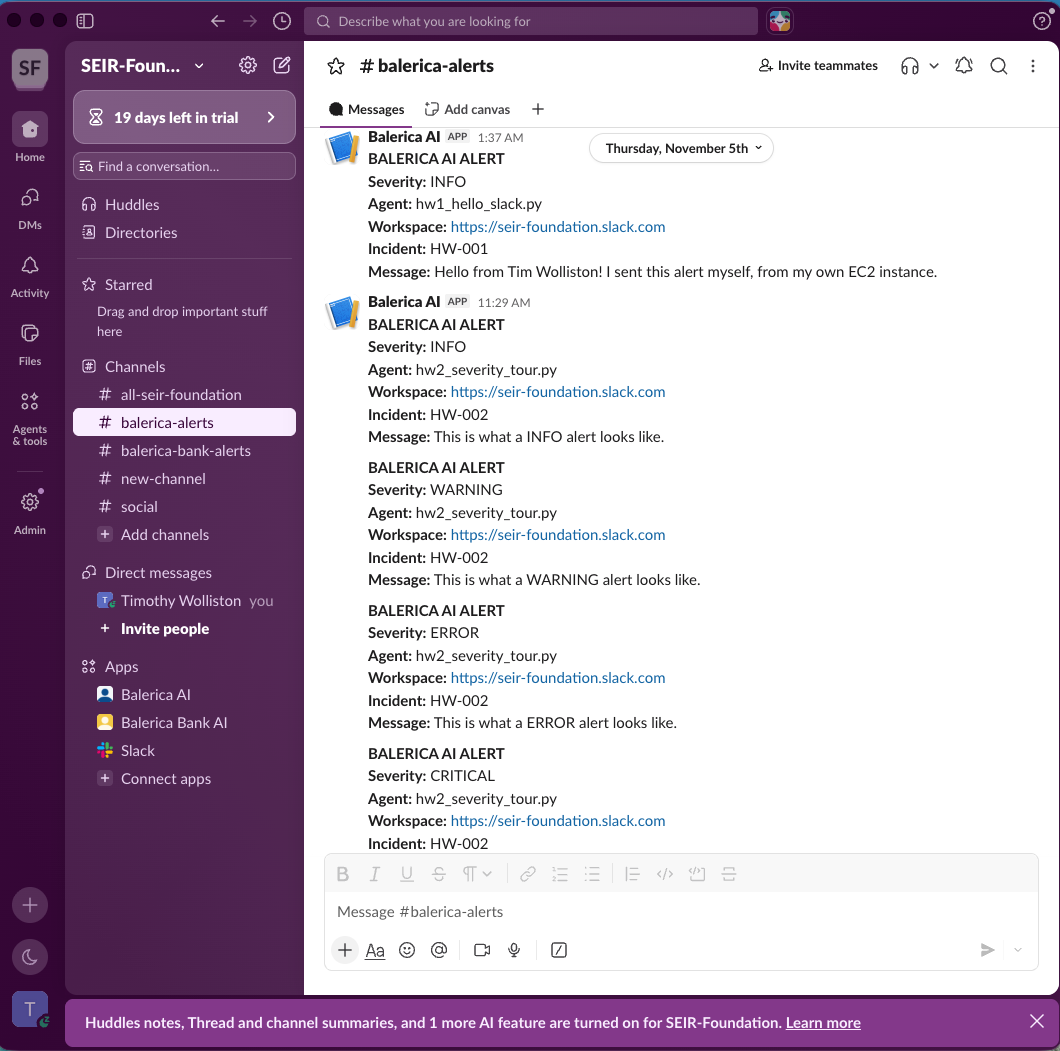 Describe what you are looking for
SF
Home
DMs
Activity
Files
Agents
& tools
Admin
T
SEIR-Foun...
19 days left in trial
Find a conversation...
Huddles
Directories
Starred
Drag and drop important stuff
here
Channels
# all-seir-foundation
# balerica-alerts
# balerica-bank-alerts
# new-channel
# social
+ Add channels
Direct messages
T Timothy Wolliston you
+ Invite people
Apps
Balerica AI
Balerica Bank AI
Slack
+ Connect apps
# balerica-alerts
Invite teammates
Messages
Add canvas
Thursday, November 5th
Balerica AI APP 1:37 AM
BALERICA AI ALERT
Severity: INFO
Agent: hw1_hello_slack.py
Workspace: https://seir-foundation.slack.com
Incident: HW-001
Message: Hello from Tim Wolliston! I sent this alert myself, from my own EC2 instance.
Balerica AI APP 11:29 AM
BALERICA AI ALERT
Severity: INFO
Agent: hw2_severity_tour.py
Workspace: https://seir-foundation.slack.com
Incident: HW-002
Message: This is what a INFO alert looks like.
BALERICA AI ALERT
Severity: WARNING
Agent: hw2_severity_tour.py
Workspace: https://seir-foundation.slack.com
Incident: HW-002
Message: This is what a WARNING alert looks like.
BALERICA AI ALERT
Severity: ERROR
Agent: hw2_severity_tour.py
Workspace: https://seir-foundation.slack.com
Incident: HW-002
Message: This is what a ERROR alert looks like.
BALERICA AI ALERT
Severity: CRITICAL
Agent: hw2_severity_tour.py
Workspace: https://seir-foundation.slack.com
Incident: HW-002
B I U S
Message #balerica-alerts
Aa
Huddles notes, Thread and channel summaries, and 1 more AI feature are turned on for SEIR-Foundation. Learn more